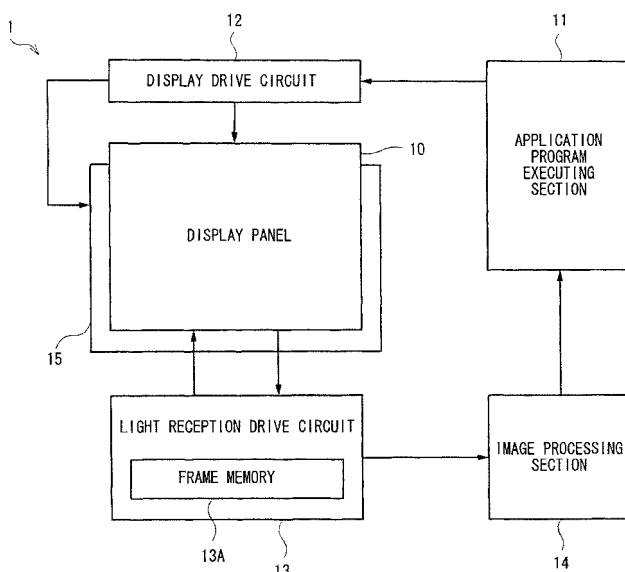 1
12
11
DISPLAY DRIVE CIRCUIT
10
APPLICATION
PROGRAM
EXECUTING
SECTION
DISPLAY PANEL
15
LIGHT RECEPTION DRIVE CIRCUIT
IMAGE PROCESSING
SECTION
FRAME MEMORY
13A
13
14